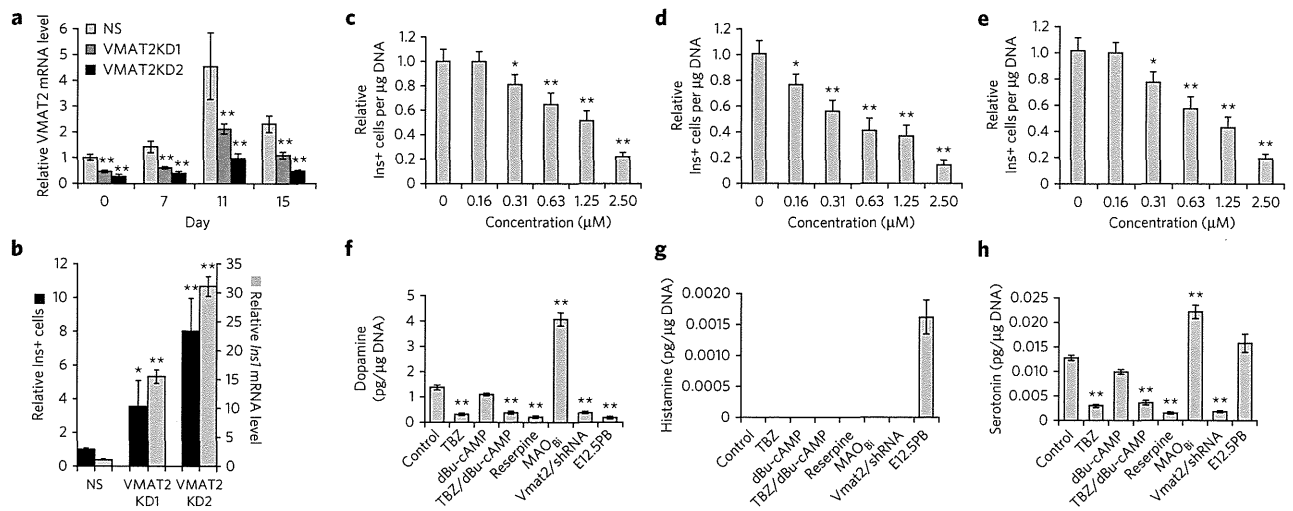 a
Relative VMAT2 mRNA level
6
5
4
3
2
1
0
NS
VMAT2KD1
VMAT2KD2
** ** ** ** ** ** ** **
0 7 11 15
Day
b
Relative Ins+ cells
12
10
8
6
4
2
0
* ** ** **
35
30
25
20
15
10
5
0
Relative Ins1 mRNA level
NS VMAT2 VMAT2
KD1 KD2
c
Relative
Ins+ cells per µg DNA
1.2
1.0
0.8
0.6
0.4
0.2
0
* ** ** **
0 0.16 0.31 0.63 1.25 2.50
Concentration (µM)
d
Relative
Ins+ cells per µg DNA
1.2
1.0
0.8
0.6
0.4
0.2
0
* ** ** ** **
0 0.16 0.31 0.63 1.25 2.50
Concentration (µM)
e
Relative
Ins+ cells per µg DNA
1.2
1.0
0.8
0.6
0.4
0.2
0
* ** ** **
0 0.16 0.31 0.63 1.25 2.50
Concentration (µM)
f
Dopamine
(pg/µg DNA)
5
4
3
2
1
0
** ** ** ** ** **
Control
TBZ
dBu-cAMP
TBZ/dBu-cAMP
Reserpine
MAOBi
Vmat2/shRNA
E12.5PB
g
Histamine (pg/µg DNA)
0.0020
0.0015
0.0010
0.0005
0
Control
TBZ
dBu-cAMP
TBZ/dBu-cAMP
Reserpine
MAOBi
Vmat2/shRNA
E12.5PB
h
Serotonin (pg/µg DNA)
0.025
0.020
0.015
0.010
0.005
0
** ** ** ** **
Control
TBZ
dBu-cAMP
TBZ/dBu-cAMP
Reserpine
MAOBi
Vmat2/shRNA
E12.5PB